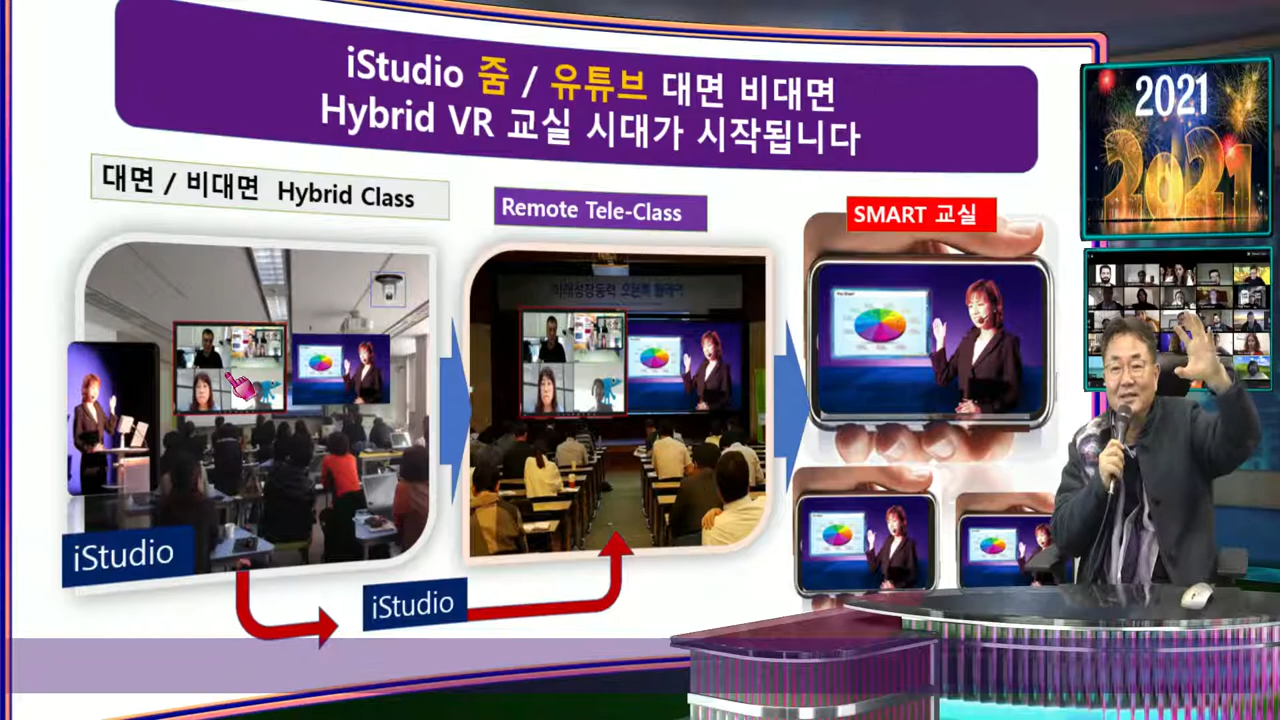 iStudio 줌 / 유튜브 대면 비대면
Hybrid VR 교실 시대가 시작됩니다
대면 / 비대면 Hybrid Class
Remote Tele-Class
SMART 교실
2021
2021
iStudio
iStudio